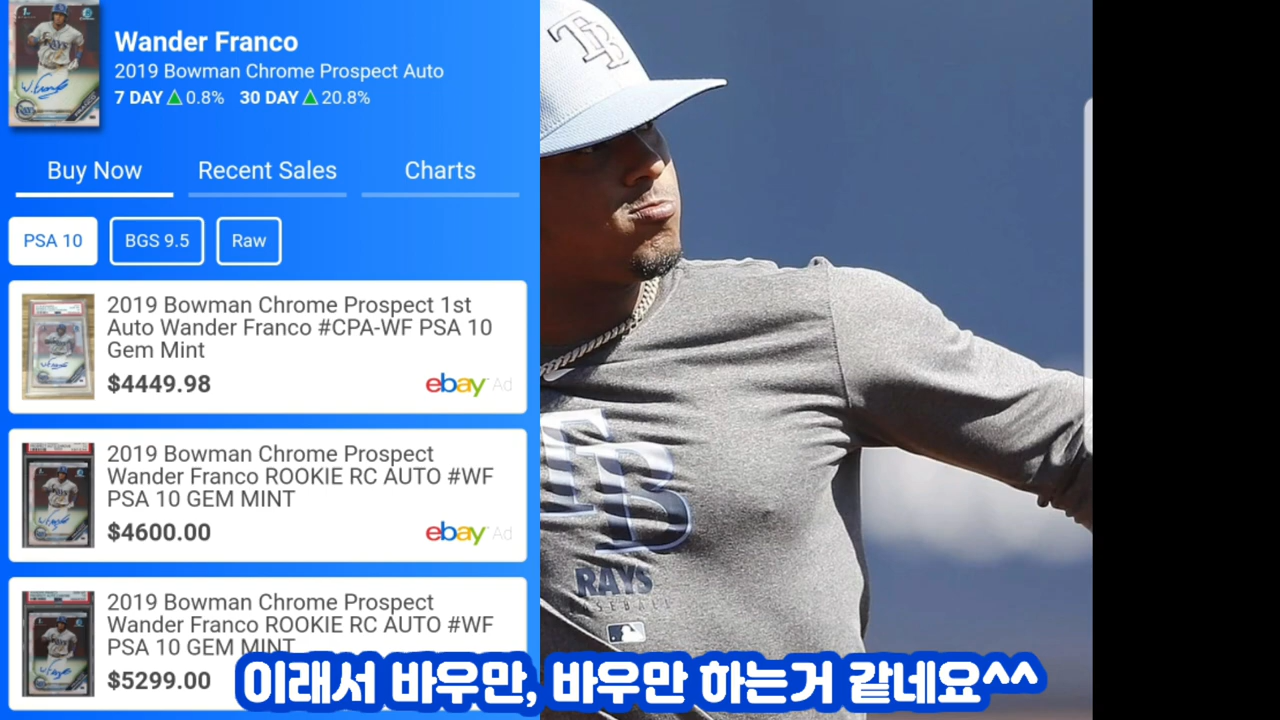 Wander Franco
2019 Bowman Chrome Prospect Auto
7 DAY ▲0.8% 30 DAY ▲20.8%
Buy Now Recent Sales Charts
PSA 10 BGS 9.5 Raw
2019 Bowman Chrome Prospect 1st
Auto Wander Franco #CPA-WF PSA 10
Gem Mint
$4449.98
ebay Ad
2019 Bowman Chrome Prospect
Wander Franco ROOKIE RC AUTO #WF
PSA 10 GEM MINT
$4600.00
ebay Ad
2019 Bowman Chrome Prospect
Wander Franco ROOKIE RC AUTO #WF
PSA 10 GEM MINT
$5299.00
TB
TB
RAYS
BASEBALL
이래서 바우만, 바우만 하는거 같네요^^